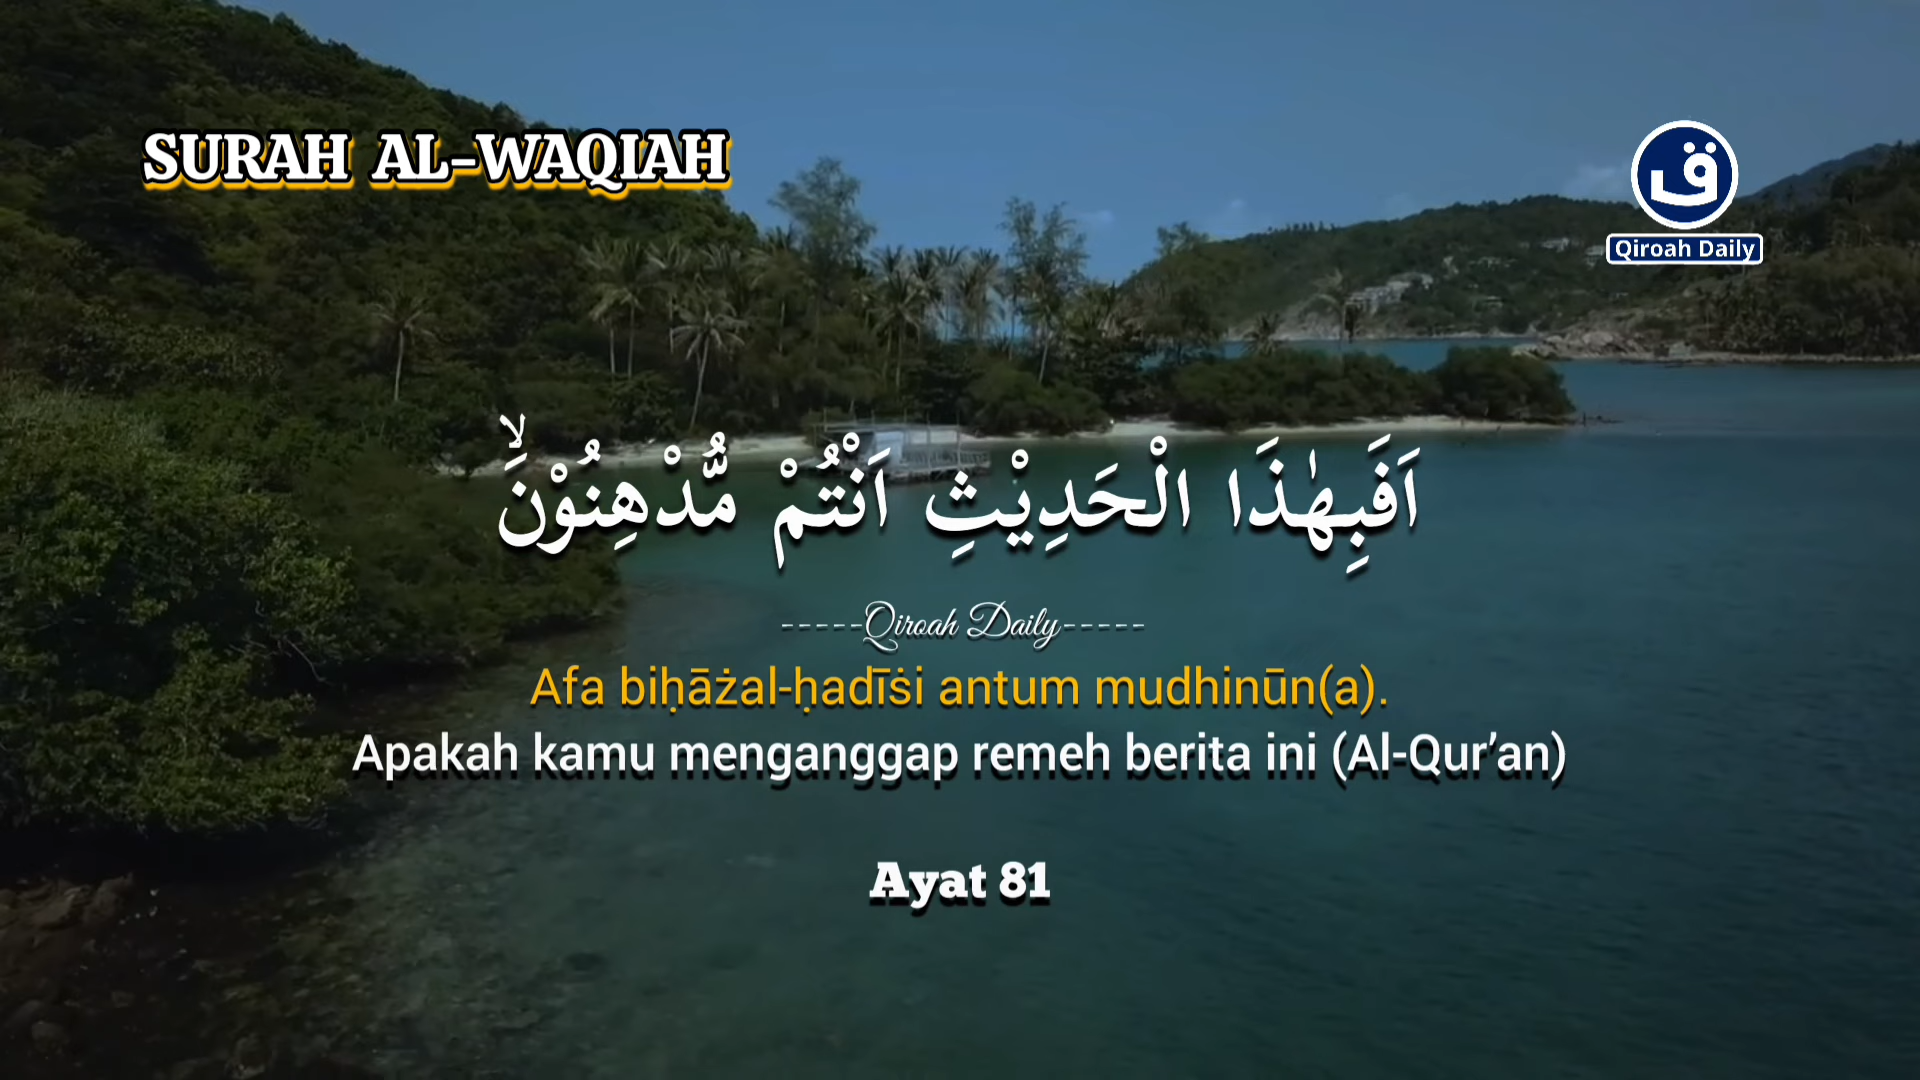 SURAH AL-WAQIAH
ق
Qiroah Daily
اَفَبِهٰذَا الْحَدِيْثِ اَنْتُمْ مُّدْهِنُوْنَۙ
-----Qiroah Daily-----
Afa biḥāżal-ḥadīṡi antum mudhinūn(a).
Apakah kamu menganggap remeh berita ini (Al-Qur’an)
Ayat 81